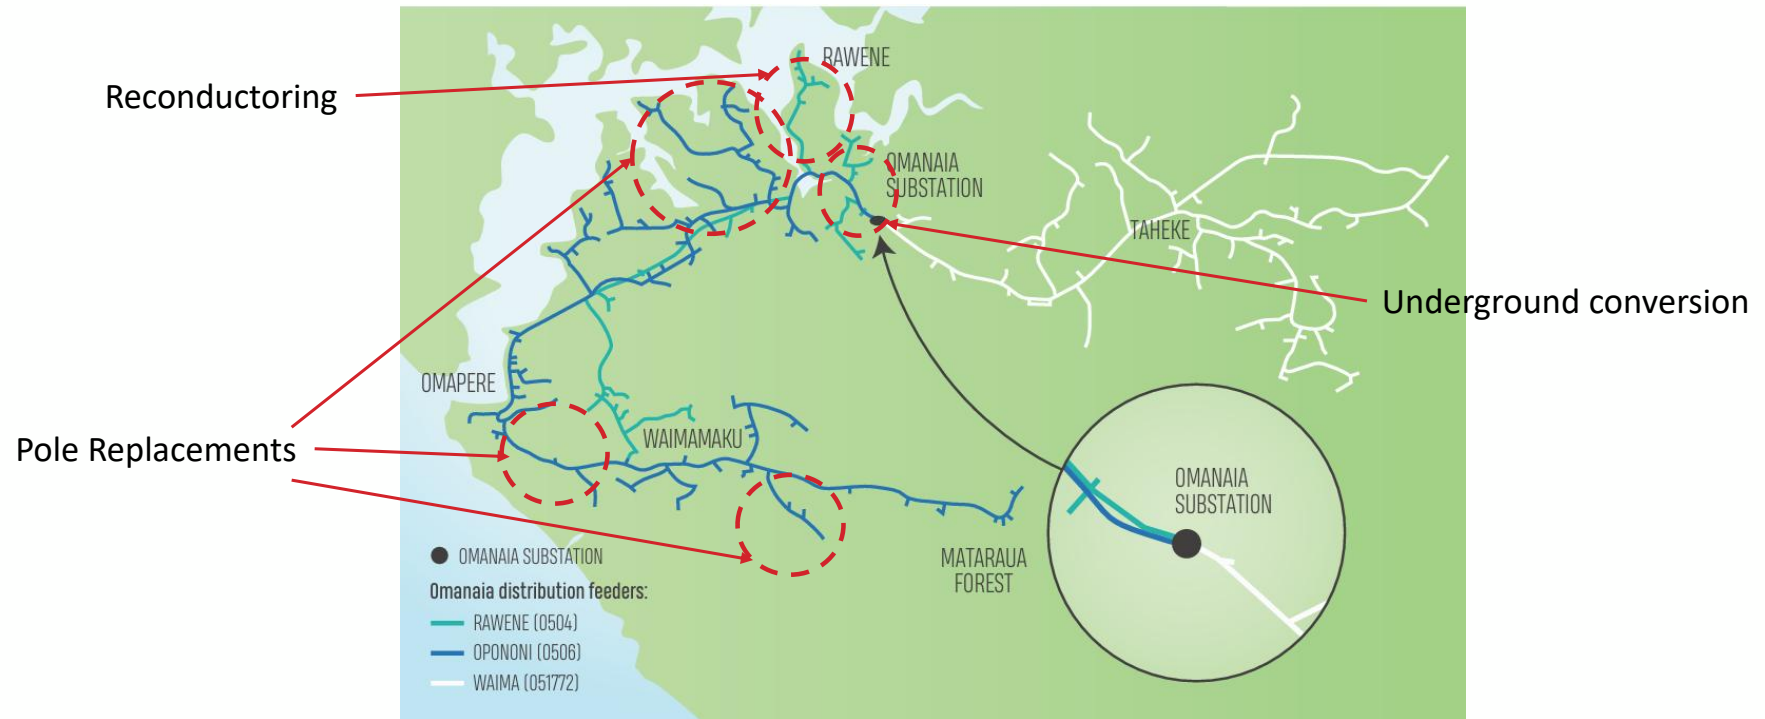 Reconductoring
RAWENE
OMANAIA
SUBSTATION
TAHEKE
Underground conversion
OMAPERE
Pole Replacements
WAIMAMAKU
OMANAIA
SUBSTATION
MATARAUA
FOREST
OMANAIA SUBSTATION
Omanaia distribution feeders:
RAWENE (0504)
OPONONI (0506)
WAIMA (051772)